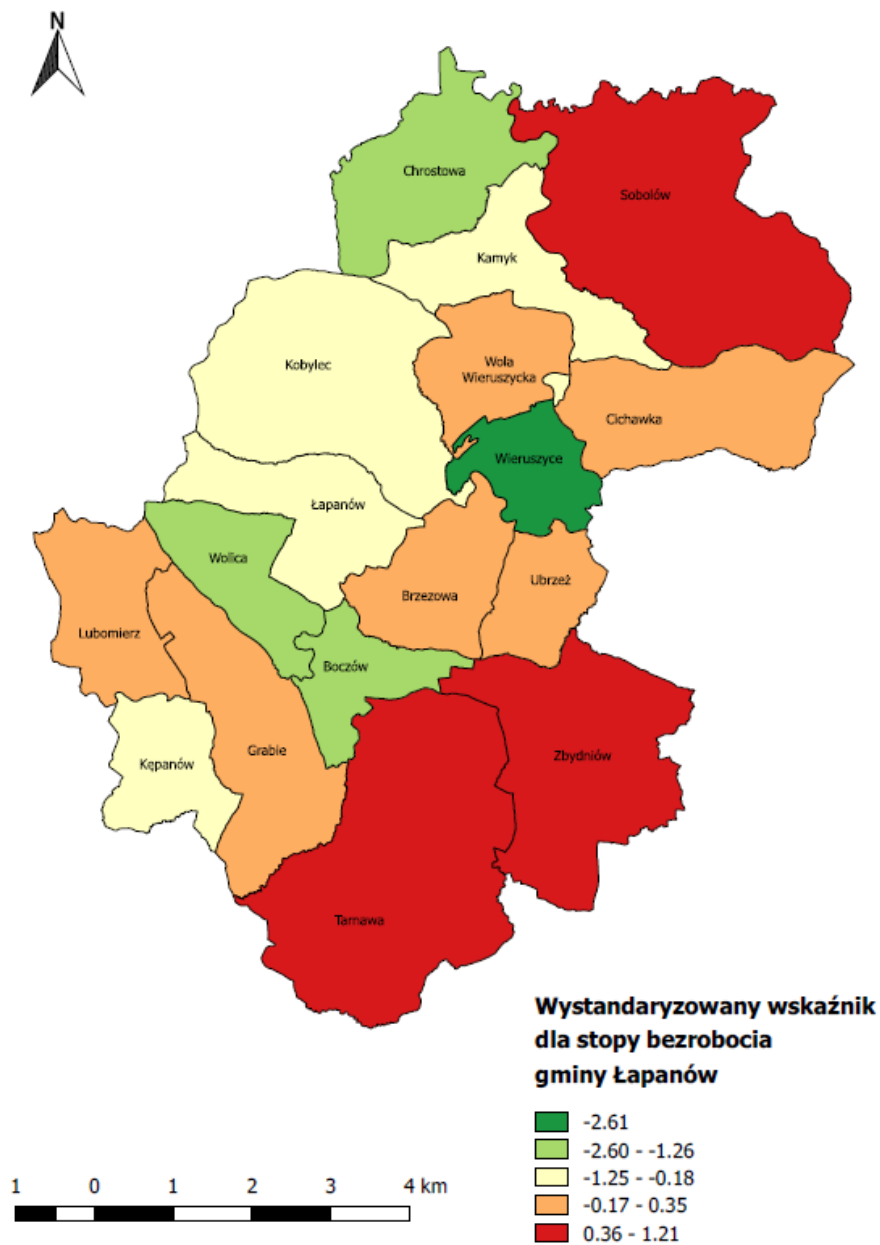 N
Chrostowa
Sobolów
Kamyk
Kobylec
Wola
Wieruszycka
Cichawka
Wieruszyce
Łapanów
Wolica
Ubrzeż
Brzezowa
Lubomierz
Boczów
Grabie
Zbydniów
Kępanów
Tarnawa
Wystandaryzowany wskaźnik
dla stopy bezrobocia
gminy Łapanów
-2.61
-2.60 - -1.26
-1.25 - -0.18
-0.17 - 0.35
0.36 - 1.21
1 0 1 2 3 4 km